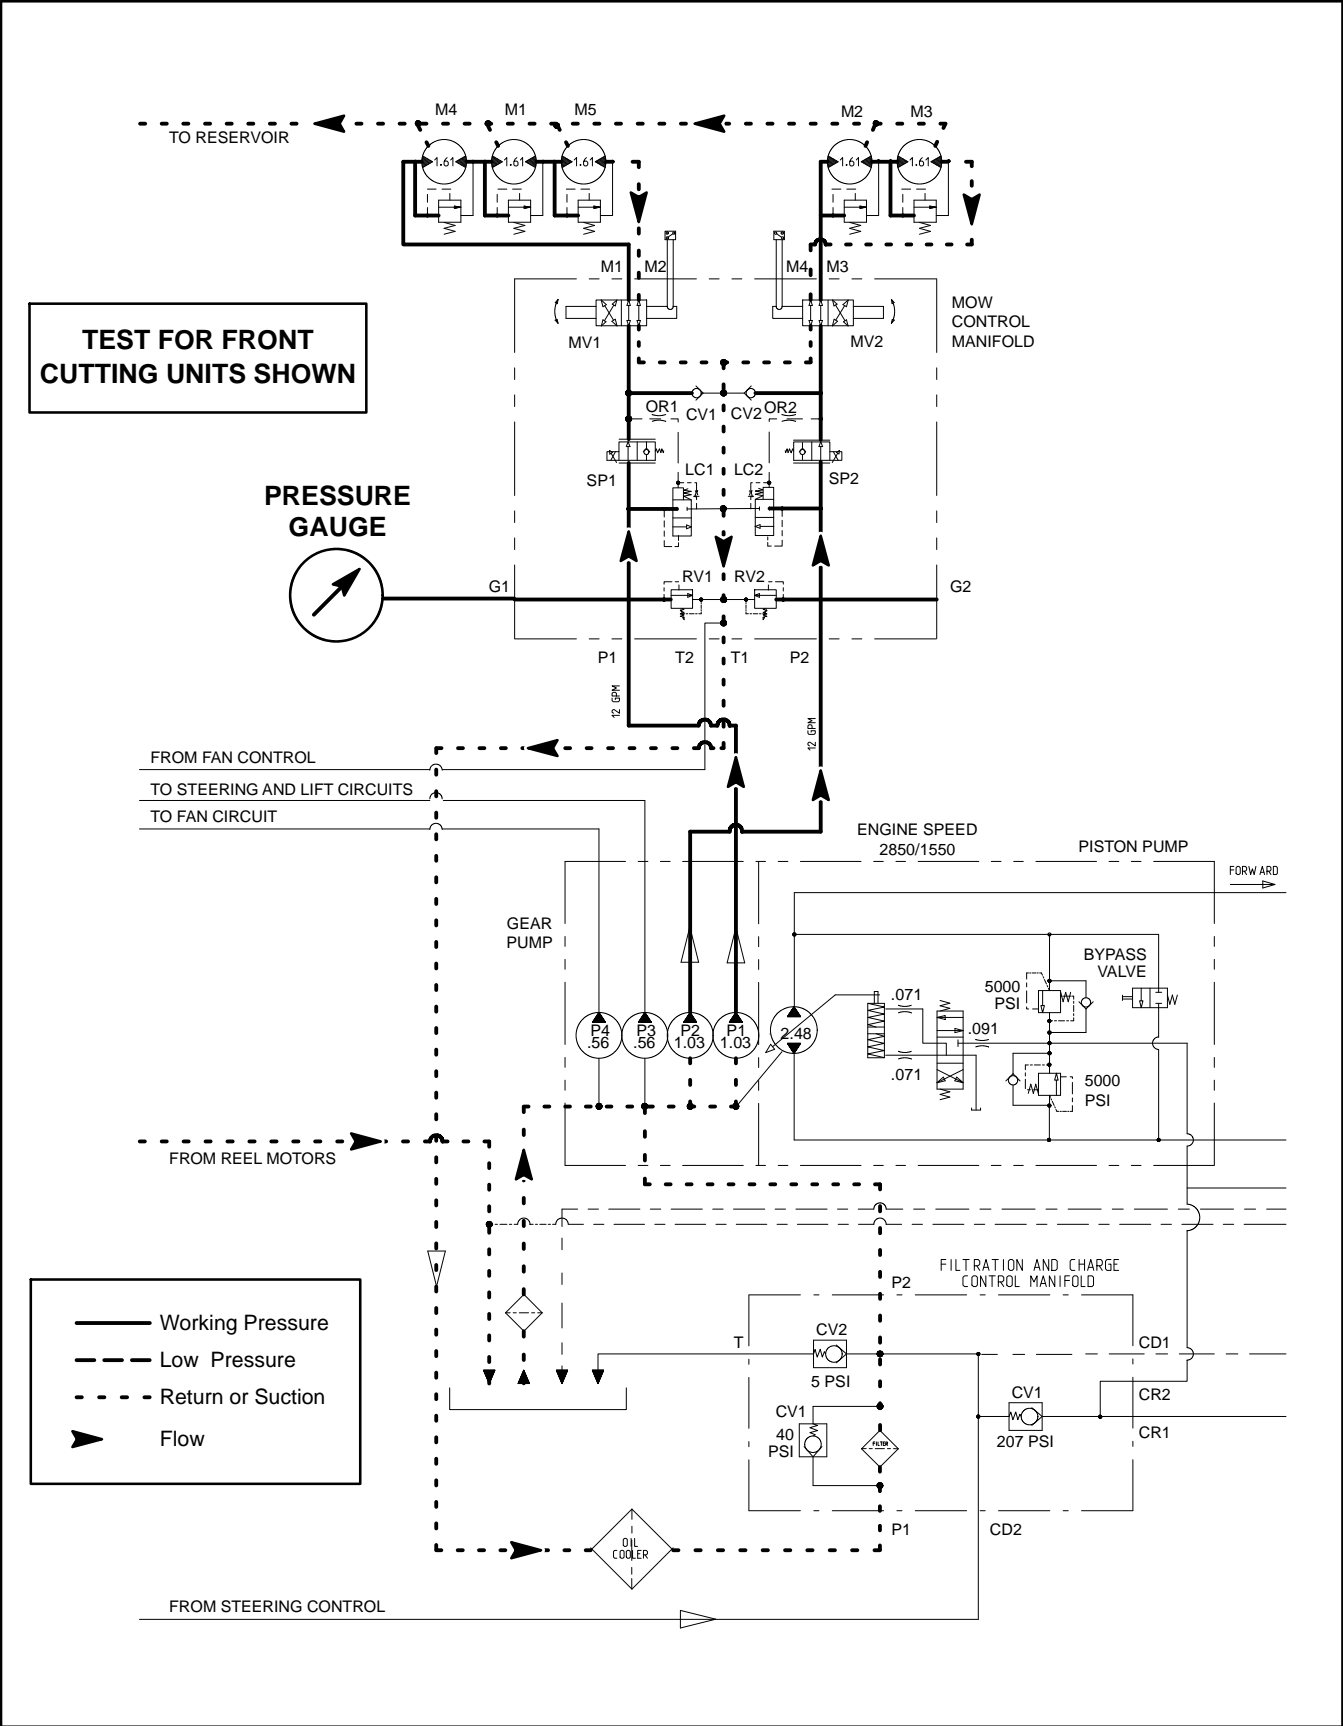 M4 M1 M5 M2 M3
TO RESERVOIR
1.61 1.61 1.61 1.61 1.61
M1 M2 M4 M3
MOW
CONTROL
MANIFOLD
TEST FOR FRONT
CUTTING UNITS SHOWN
MV1 MV2
OR1 CV1 CV2 OR2
SP1 LC1 LC2 SP2
PRESSURE
GAUGE
G1 RV1 RV2 G2
P1 T2 T1 P2
12 GPM
12 GPM
FROM FAN CONTROL
TO STEERING AND LIFT CIRCUITS
TO FAN CIRCUIT
ENGINE SPEED
2850/1550
PISTON PUMP
FORWARD
GEAR
PUMP
BYPASS
VALVE
5000
PSI
.071
.091
.071
5000
PSI
P4
.56
P3
.56
P2
1.03
P1
1.03
2.48
FROM REEL MOTORS
FILTRATION AND CHARGE
CONTROL MANIFOLD
P2
Working Pressure
Low Pressure
Return or Suction
Flow
T
CV2
5 PSI
CD1
CR2
CV1
207 PSI
CR1
CV1
40
PSI
FILTER
P1
CD2
OIL
COOLER
FROM STEERING CONTROL